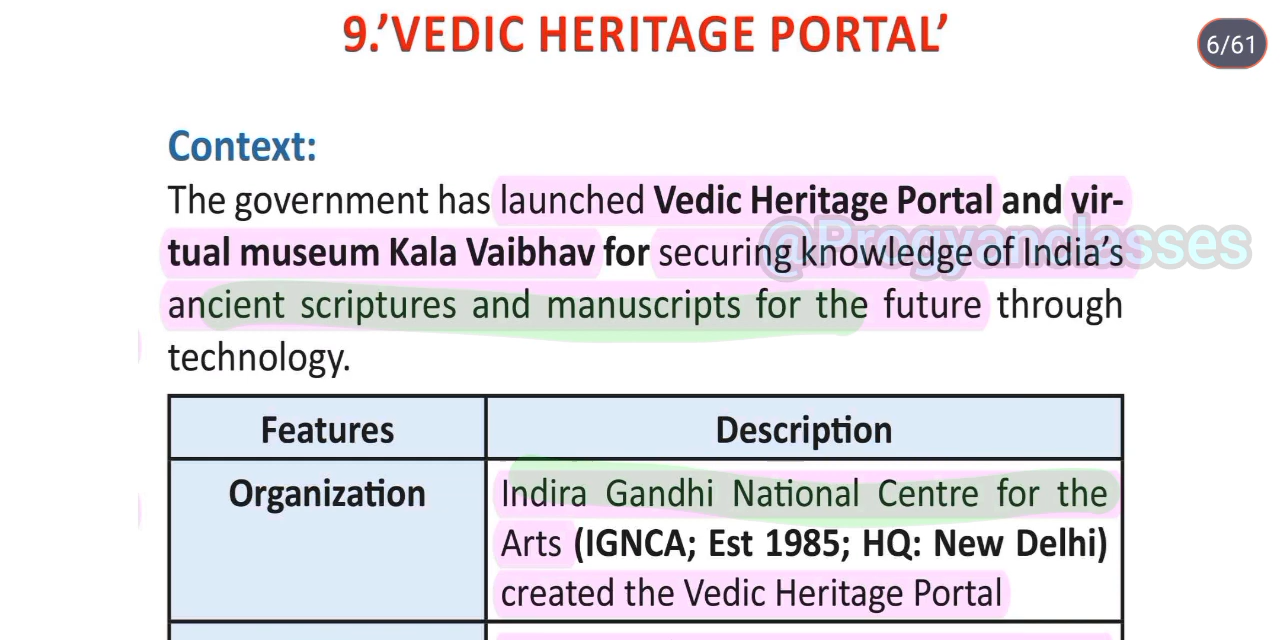 9.’VEDIC HERITAGE PORTAL’
6/61
Context:
The government has launched Vedic Heritage Portal and vir-
tual museum Kala Vaibhav for securing knowledge of India’s
@Pregyanclesses
ancient scriptures and manuscripts for the future through
technology.
Features Description
Organization Indira Gandhi National Centre for the
Arts (IGNCA; Est 1985; HQ: New Delhi)
created the Vedic Heritage Portal